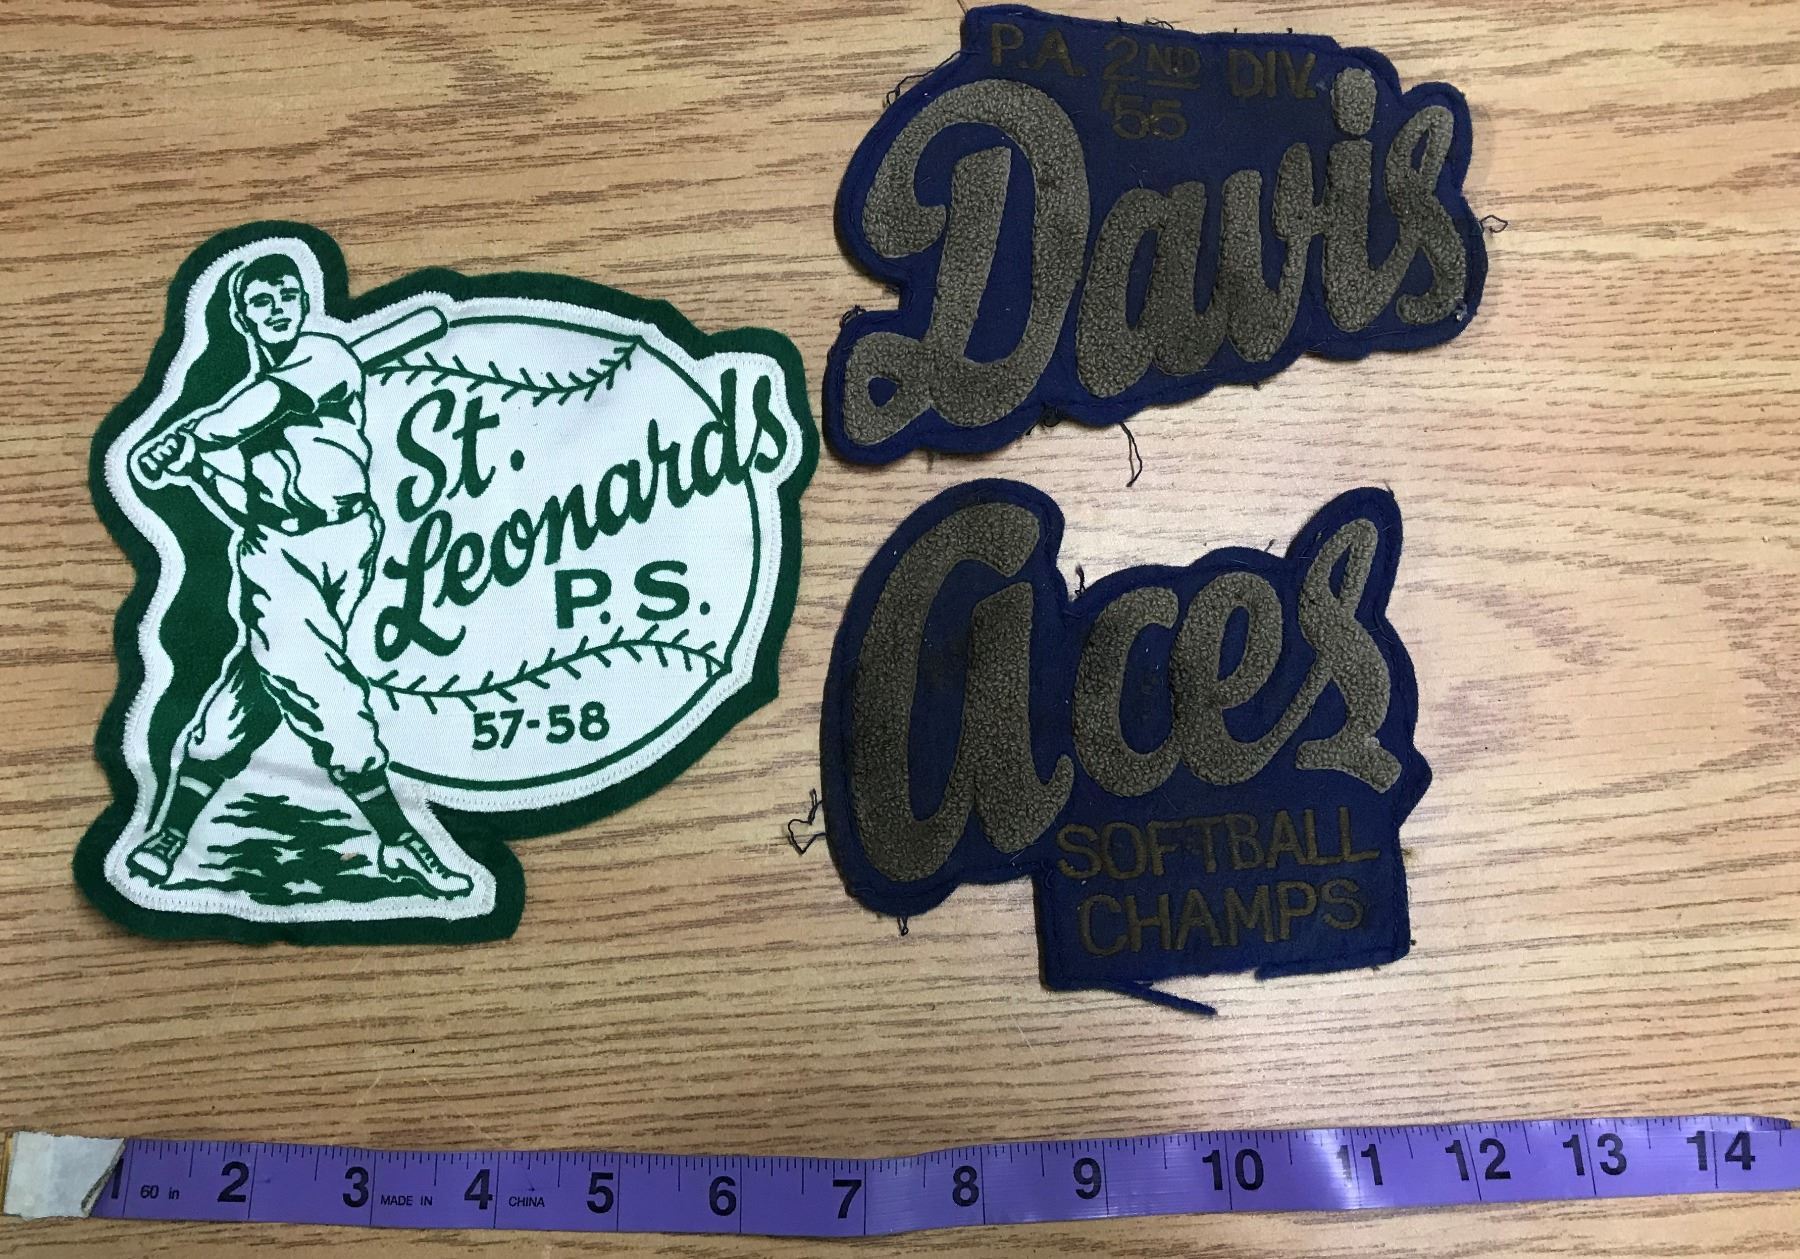 St.
Leonards
P.S.
57-58
P.A. 2ND DIV.
'55
Davis
Aces
SOFTBALL
CHAMPS
1 60 in 2 3 MADE IN 4 CHINA 5 6 7 8 9 10 11 12 13 14